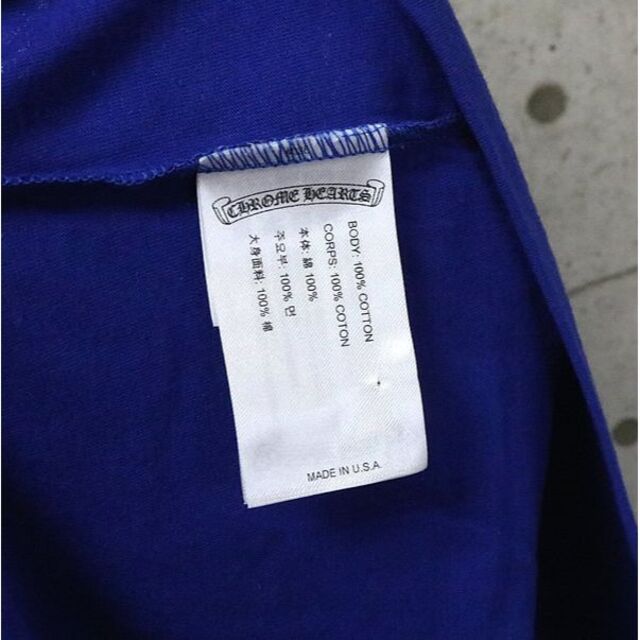 CHROME HEARTS
BODY: 100% COTTON
CORPS: 100% COTON
本体: 綿 100%
주요부: 100% 면
大身面料: 100% 棉
MADE IN U.S.A.